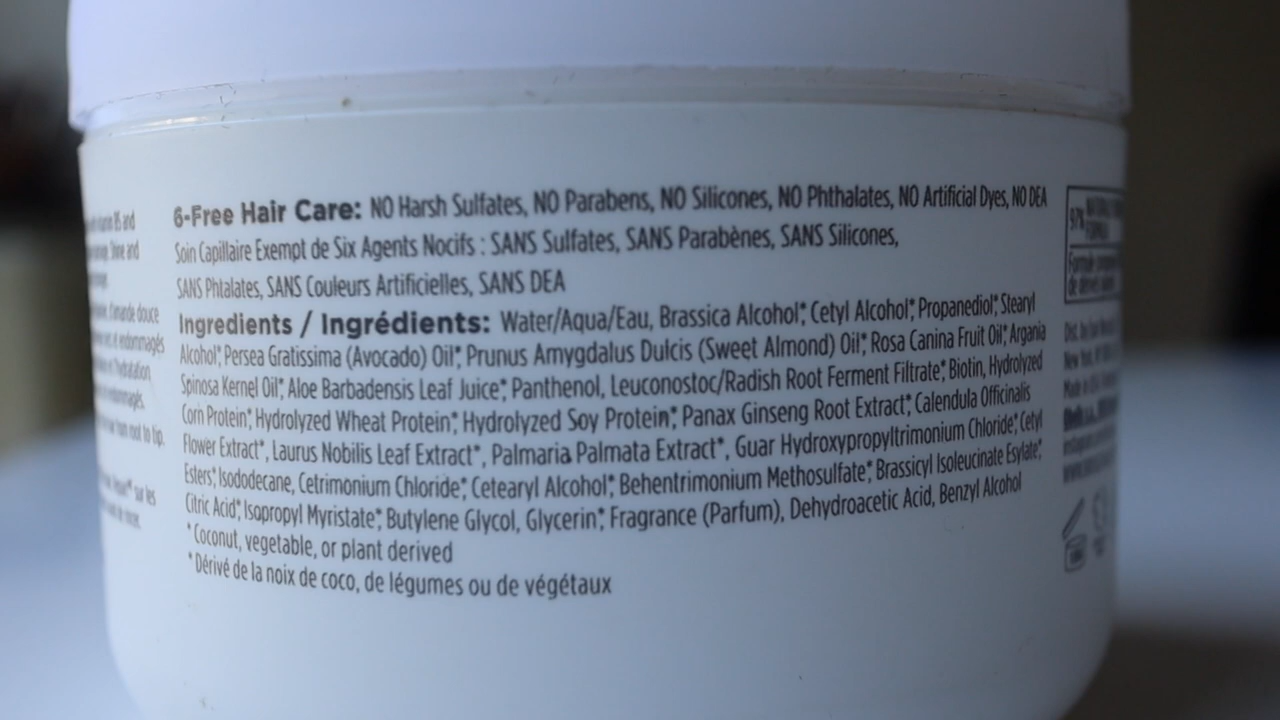 6-Free Hair Care: NO Harsh Sulfates, NO Parabens, NO Silicones, NO Phthalates, NO Artificial Dyes, NO DEA
Soin Capillaire Exempt de Six Agents Nocifs : SANS Sulfates, SANS Parabènes, SANS Silicones,
SANS Phtalates, SANS Couleurs Artificielles, SANS DEA
Ingredients / Ingrédients: Water/Aqua/Eau, Brassica Alcohol*, Cetyl Alcohol*, Propanediol*, Stearyl
Alcohol*, Persea Gratissima (Avocado) Oil*, Prunus Amygdalus Dulcis (Sweet Almond) Oil*, Rosa Canina Fruit Oil*, Argania
Spinosa Kernel Oil*, Aloe Barbadensis Leaf Juice*, Panthenol, Leuconostoc/Radish Root Ferment Filtrate*, Biotin, Hydrolyzed
Corn Protein*, Hydrolyzed Wheat Protein*, Hydrolyzed Soy Protein*, Panax Ginseng Root Extract*, Calendula Officinalis
Flower Extract*, Laurus Nobilis Leaf Extract*, Palmaria Palmata Extract*, Guar Hydroxypropyltrimonium Chloride*, Cetyl
Esters*, Isododecane, Cetrimonium Chloride*, Cetearyl Alcohol*, Behentrimonium Methosulfate*, Brassicyl Isoleucinate Esylate*,
Citric Acid*, Isopropyl Myristate*, Butylene Glycol, Glycerin*, Fragrance (Parfum), Dehydroacetic Acid, Benzyl Alcohol
*Coconut, vegetable, or plant derived
*Dérivé de la noix de coco, de légumes ou de végétaux
97%